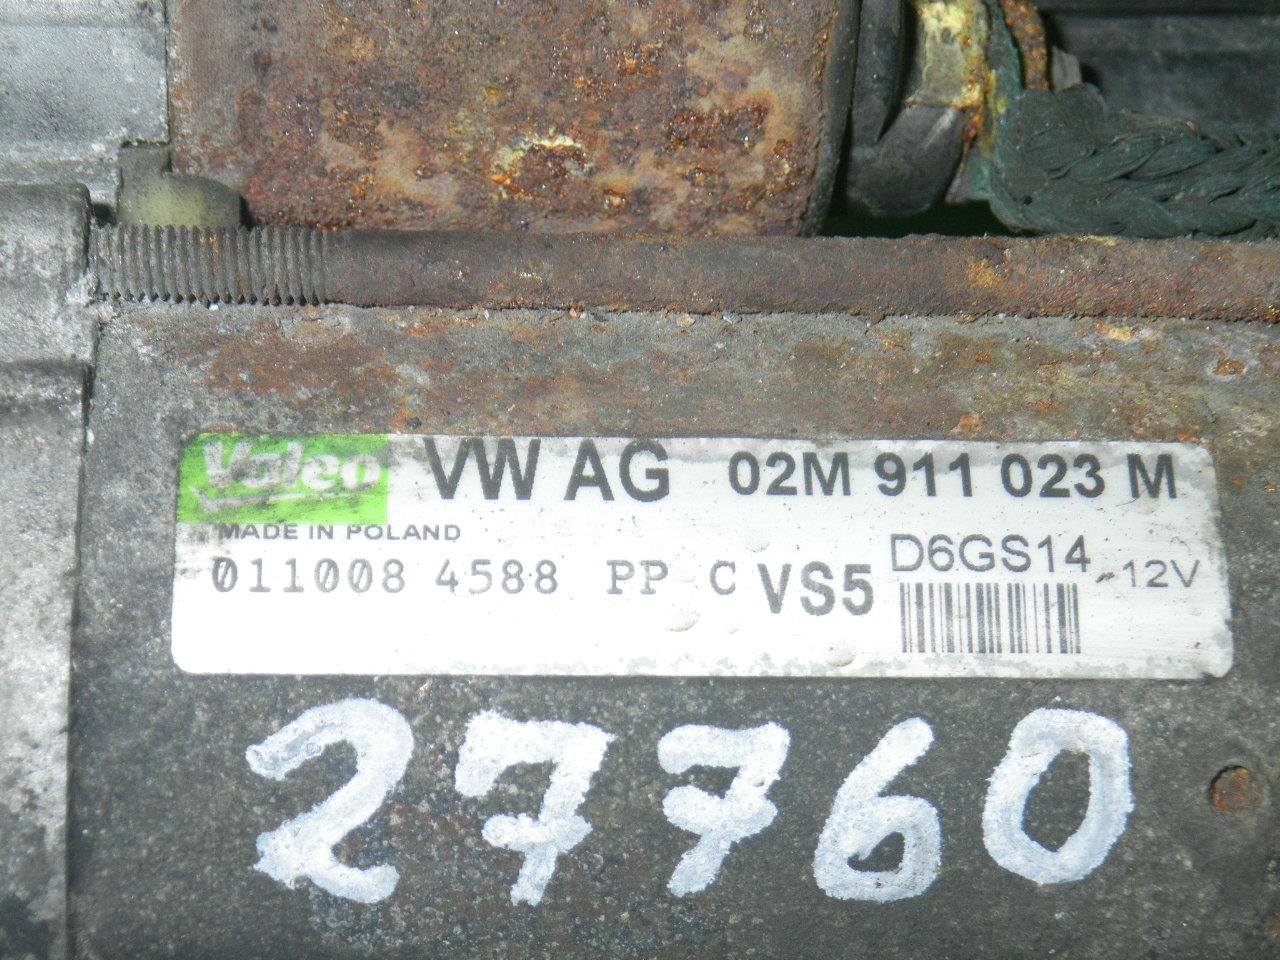 Valeo VW AG 02M 911 023 M
MADE IN POLAND
011008 4588 PP C VS5 D6GS14 12V
27760